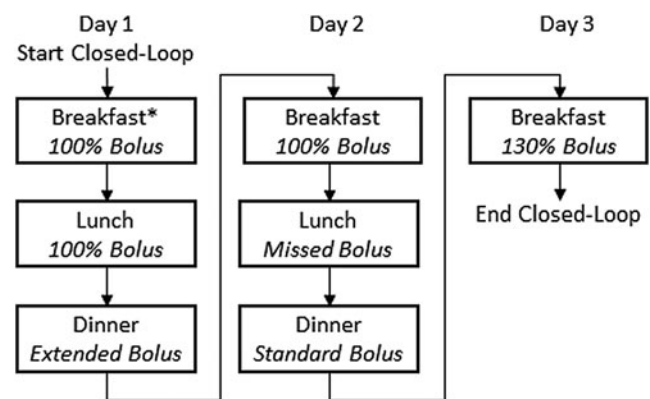 Day 1
Start Closed-Loop
Breakfast*
100% Bolus
Lunch
100% Bolus
Dinner
Extended Bolus
Day 2
Breakfast
100% Bolus
Lunch
Missed Bolus
Dinner
Standard Bolus
Day 3
Breakfast
130% Bolus
End Closed-Loop